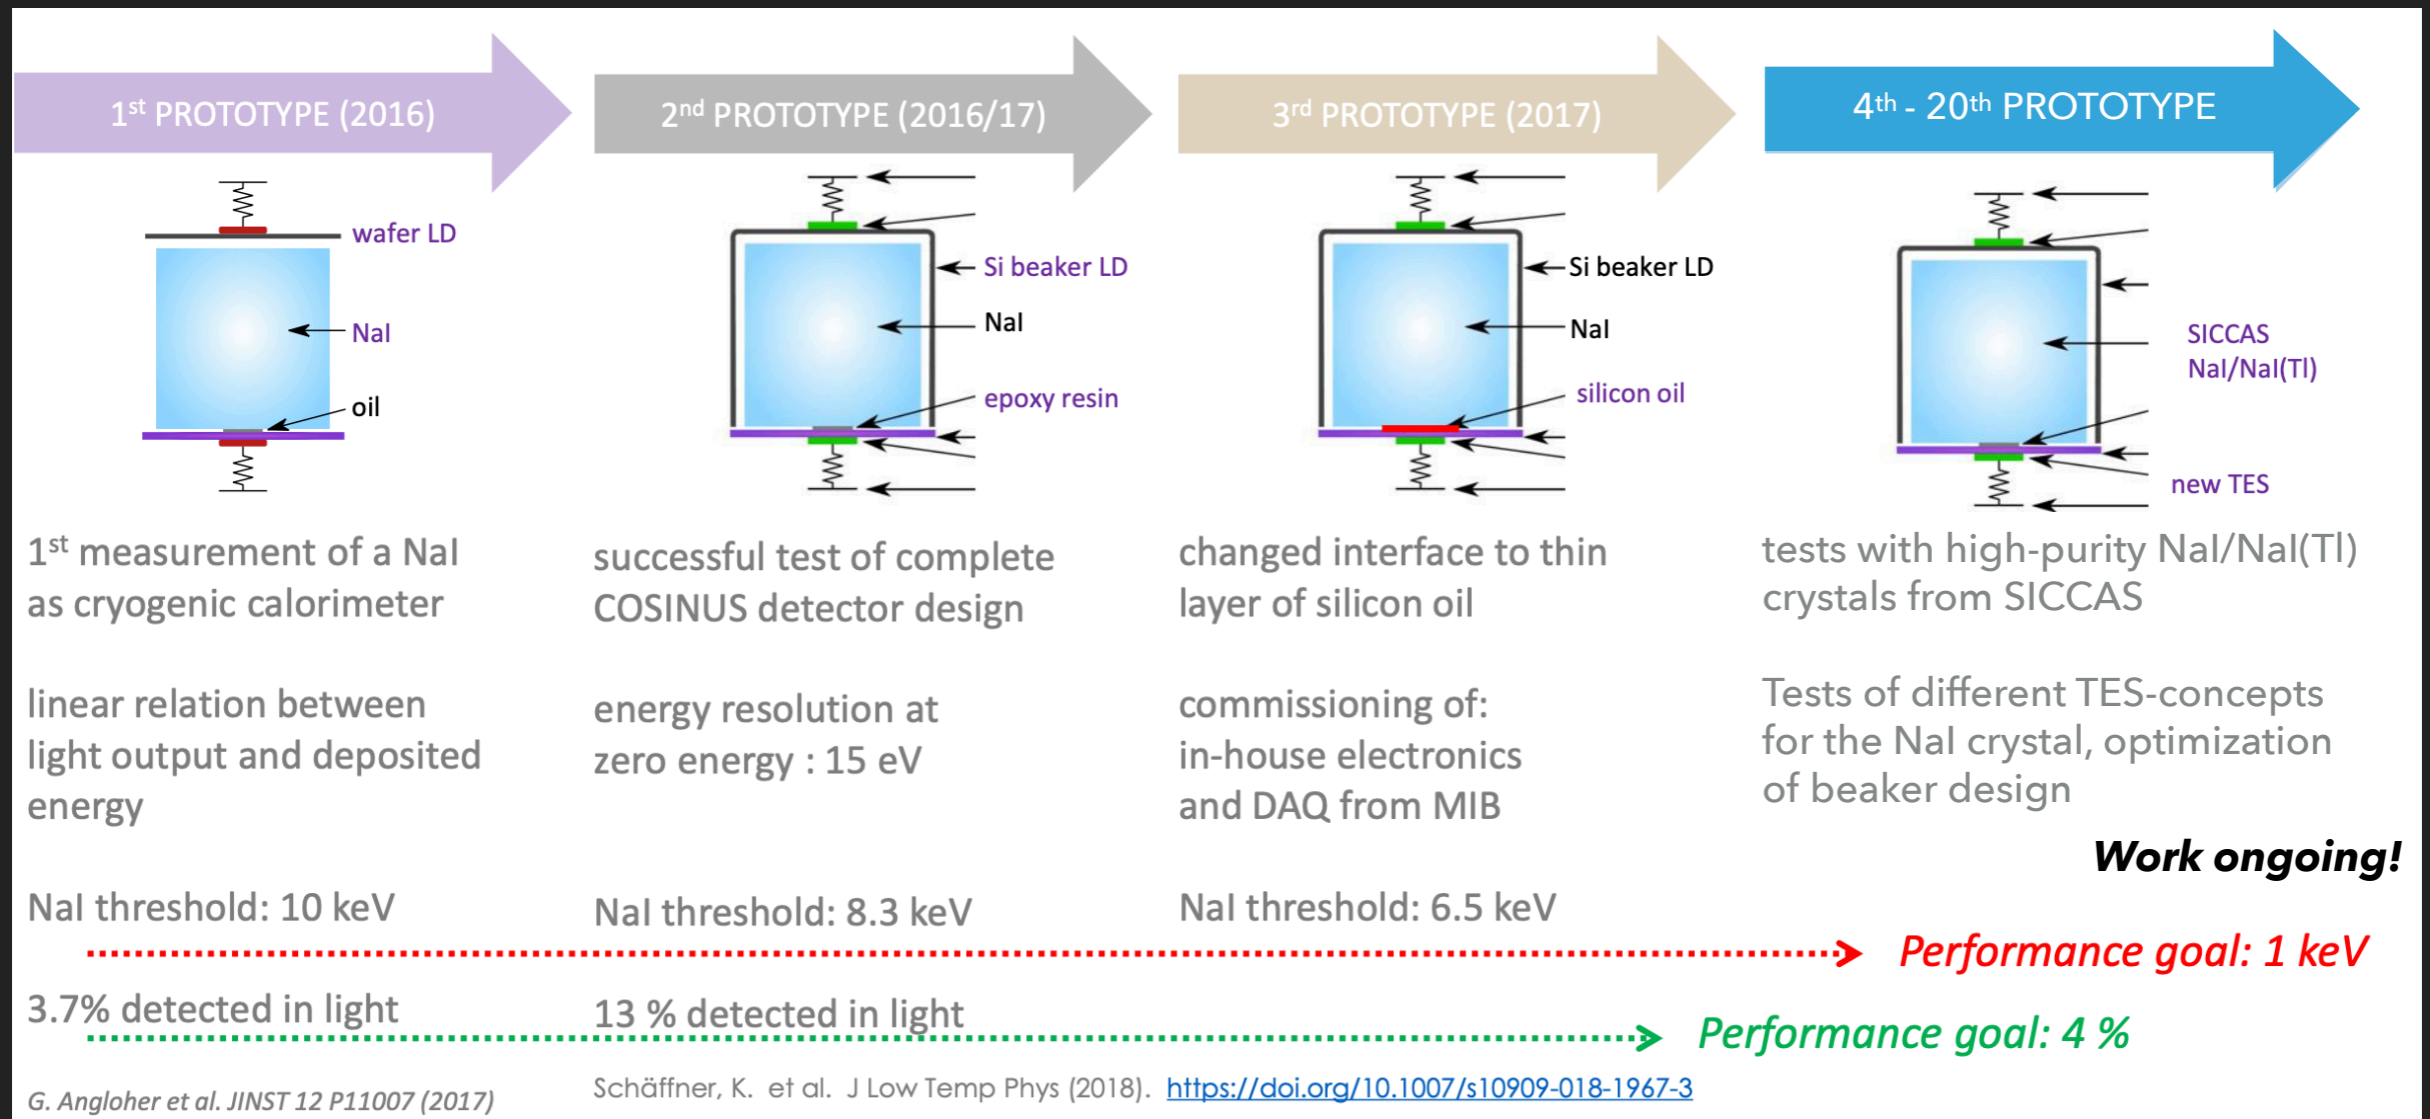 1st PROTOTYPE (2016)
2nd PROTOTYPE (2016/17)
3rd PROTOTYPE (2017)
4th - 20th PROTOTYPE
wafer LD
NaI
oil
Si beaker LD
NaI
epoxy resin
Si beaker LD
NaI
silicon oil
SICCAS
NaI/NaI(Tl)
new TES
1st measurement of a NaI
as cryogenic calorimeter
linear relation between
light output and deposited
energy
NaI threshold: 10 keV
3.7% detected in light
successful test of complete
COSINUS detector design
energy resolution at
zero energy : 15 eV
NaI threshold: 8.3 keV
13 % detected in light
changed interface to thin
layer of silicon oil
commissioning of:
in-house electronics
and DAQ from MIB
NaI threshold: 6.5 keV
tests with high-purity NaI/NaI(Tl)
crystals from SICCAS
Tests of different TES-concepts
for the NaI crystal, optimization
of beaker design
Work ongoing!
Performance goal: 1 keV
Performance goal: 4 %
G. Angloher et al. JINST 12 P11007 (2017)
Schäffner, K. et al. J Low Temp Phys (2018). https://doi.org/10.1007/s10909-018-1967-3